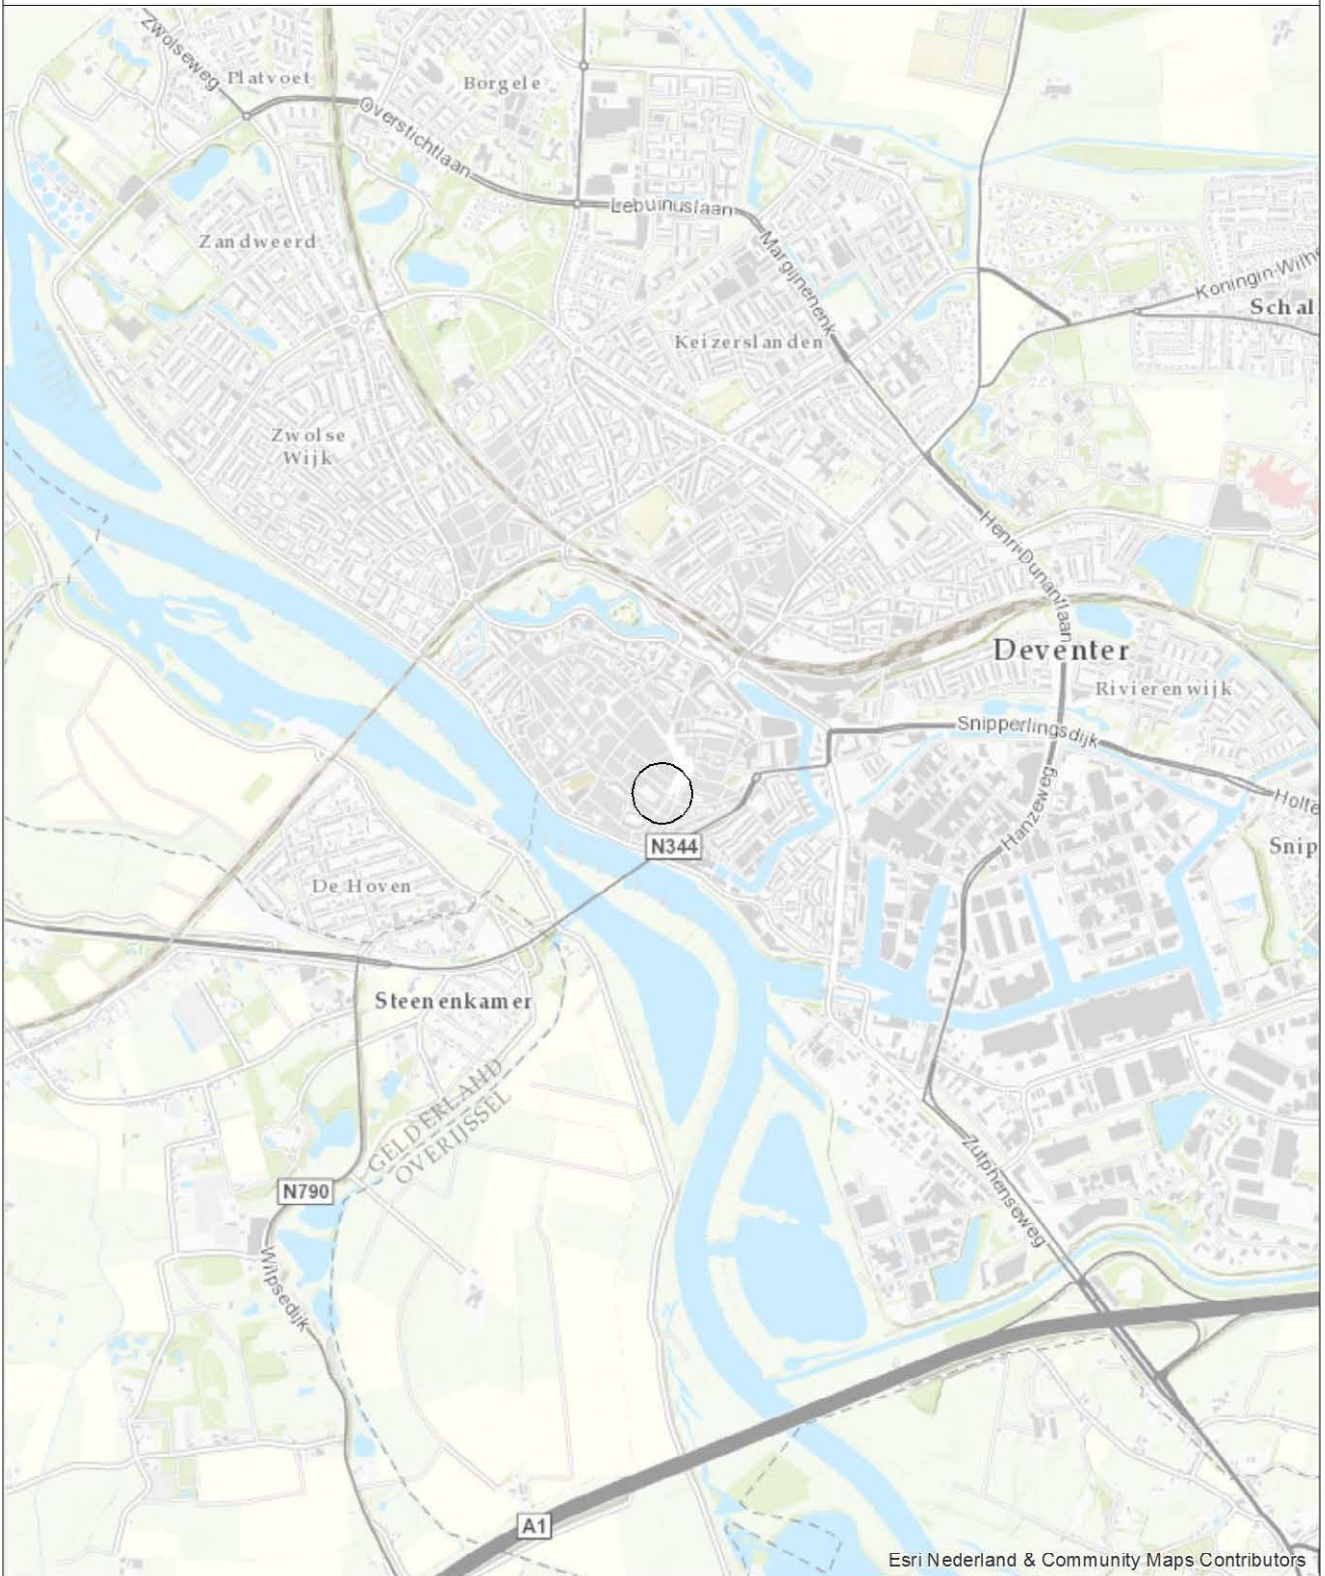 Zwolseweg
Platvoet
Borgele
Overstichtlaan
Lebuinuslaan
Zandweerd
Margijnenenk
Koningin-Wilh
Schal
Keizerslanden
Zwolse
Wijk
Henri-Dunantlaan
Deventer
Rivierenwijk
Snipperlingsdijk
Hanzeweg
Holte
Snip
N344
De Hoven
Steenenkamer
GELDERLAND
OVERIJSSEL
N790
Zutphenseweg
Wilpsedijk
A1
Esri Nederland & Community Maps Contributors